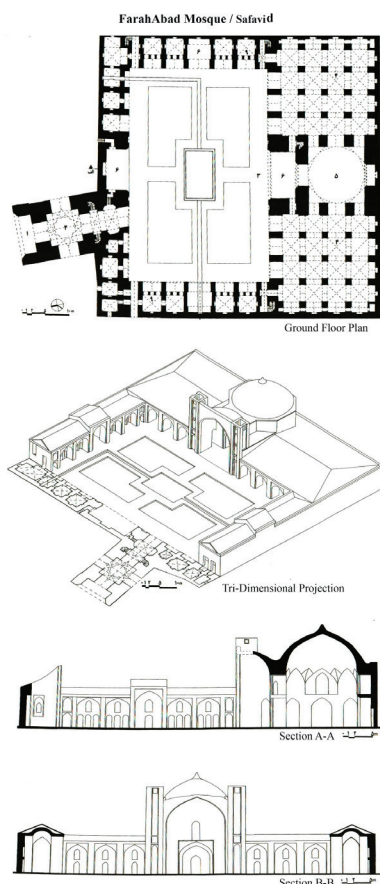 FarahAbad Mosque / Safavid
Ground Floor Plan
Tri-Dimensional Projection
Section A-A
Section B-B